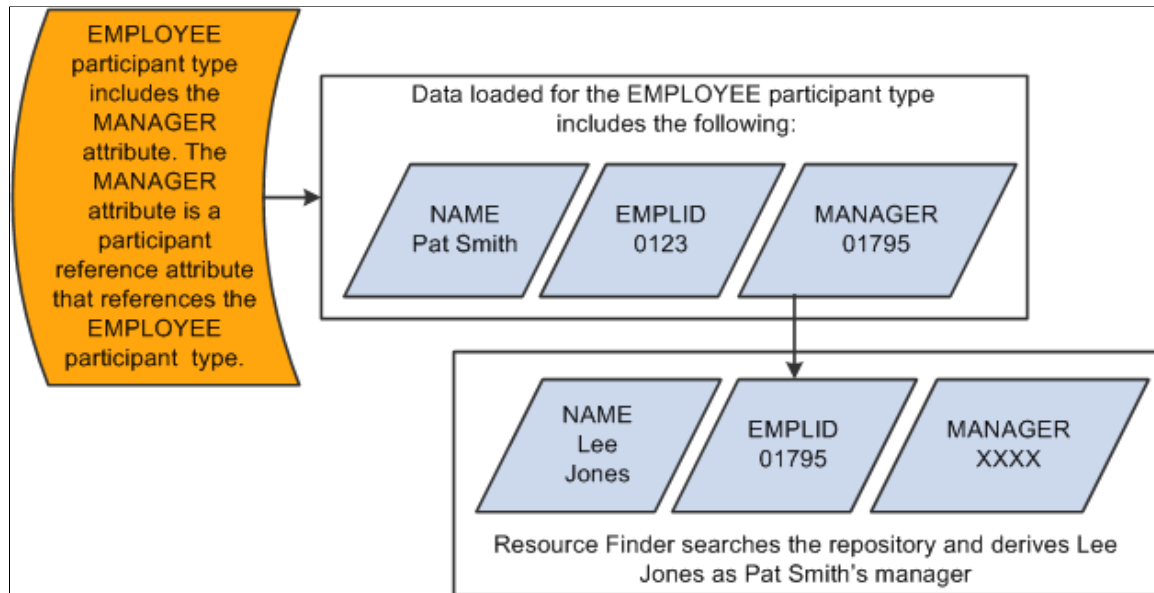 EMPLOYEE
participant type
includes the
MANAGER
attribute. The
MANAGER
attribute is a
participant
reference attribute
that references the
EMPLOYEE
participant type.
Data loaded for the EMPLOYEE participant type
includes the following:
NAME
Pat Smith
EMPLID
0123
MANAGER
01795
NAME
Lee
Jones
EMPLID
01795
MANAGER
XXXX
Resource Finder searches the repository and derives Lee
Jones as Pat Smith's manager